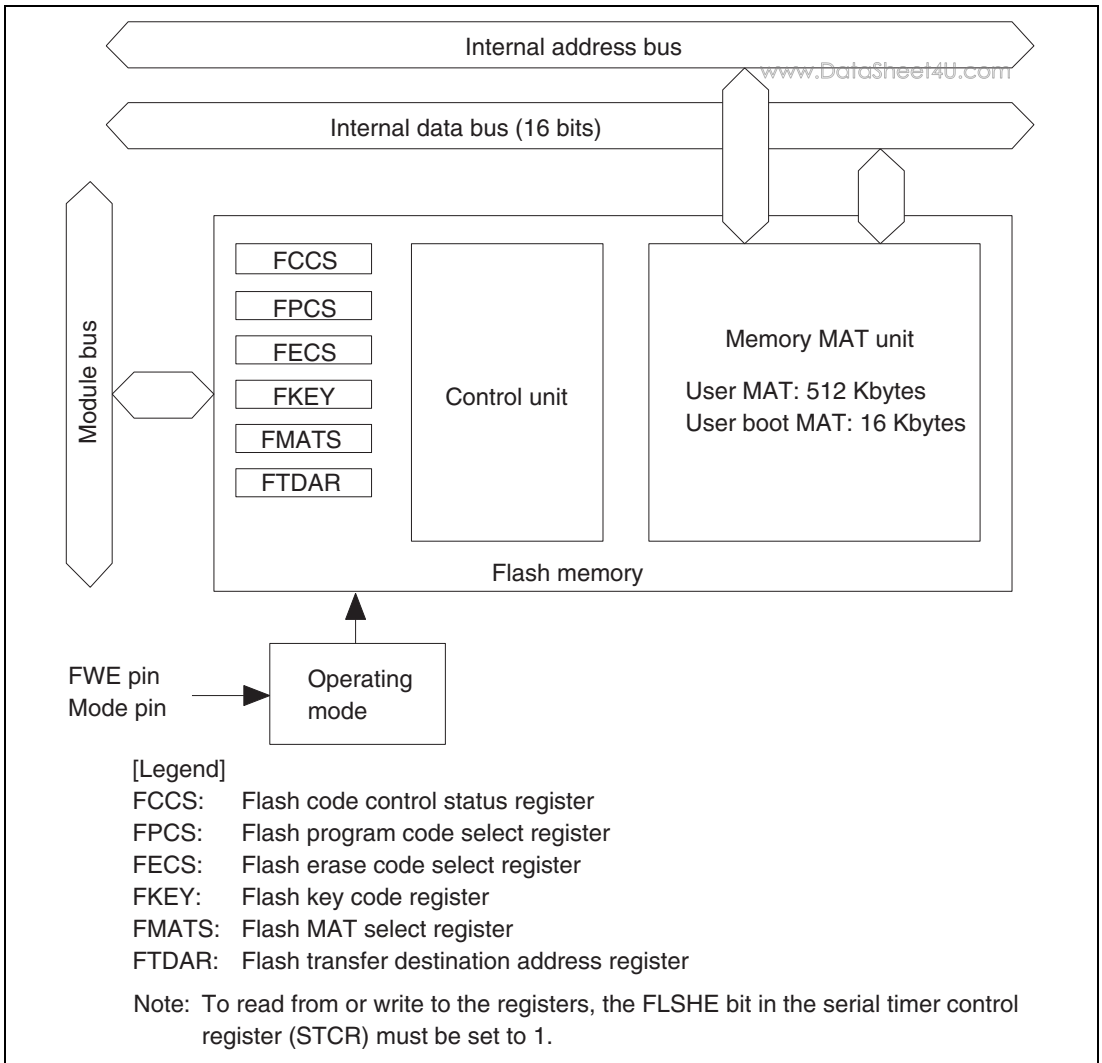 Internal address bus
www.DataSheet4U.com
Internal data bus (16 bits)
Module bus
FCCS
FPCS
FECS
FKEY
FMATS
FTDAR
Control unit
Memory MAT unit
User MAT: 512 Kbytes
User boot MAT: 16 Kbytes
Flash memory
FWE pin
Mode pin
Operating
mode
[Legend]
FCCS: Flash code control status register
FPCS: Flash program code select register
FECS: Flash erase code select register
FKEY: Flash key code register
FMATS: Flash MAT select register
FTDAR: Flash transfer destination address register
Note: To read from or write to the registers, the FLSHE bit in the serial timer control
register (STCR) must be set to 1.